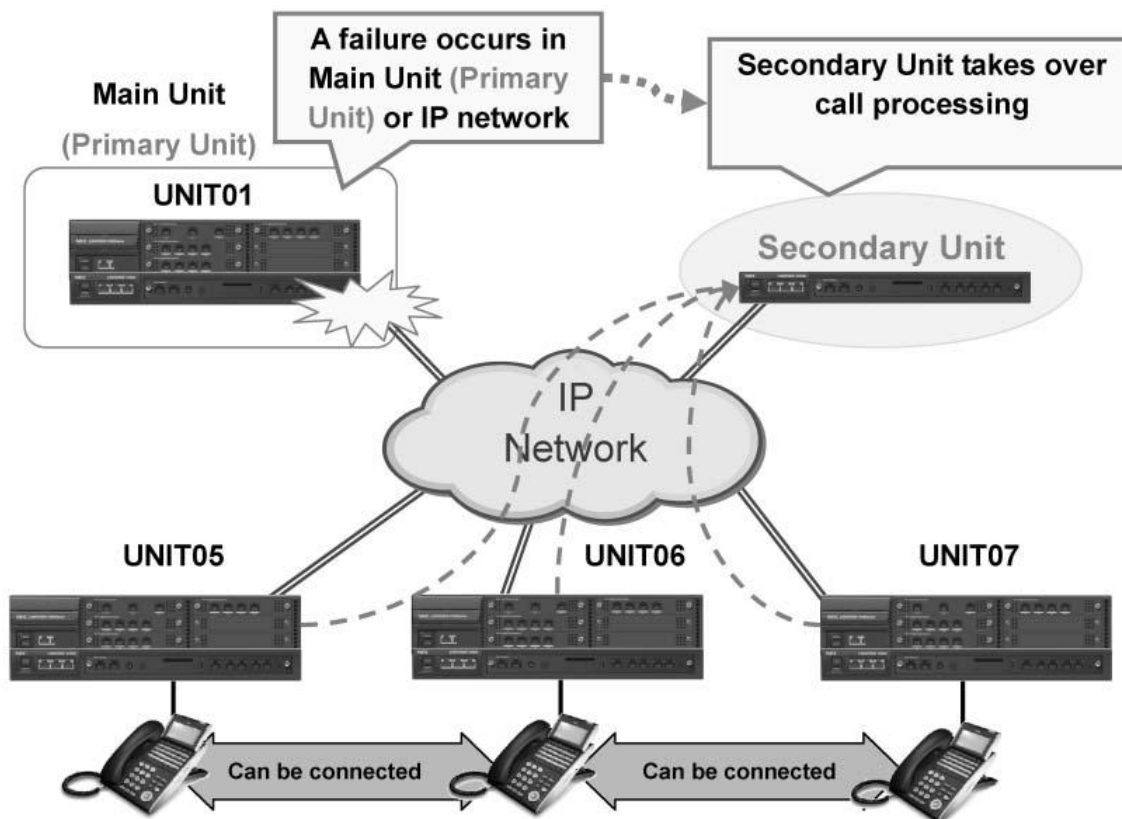 A failure occurs in
Main Unit (Primary
Unit) or IP network
Secondary Unit takes over
call processing
Main Unit
(Primary Unit)
UNIT01
Secondary Unit
IP
Network
UNIT05
UNIT06
UNIT07
Can be connected
Can be connected